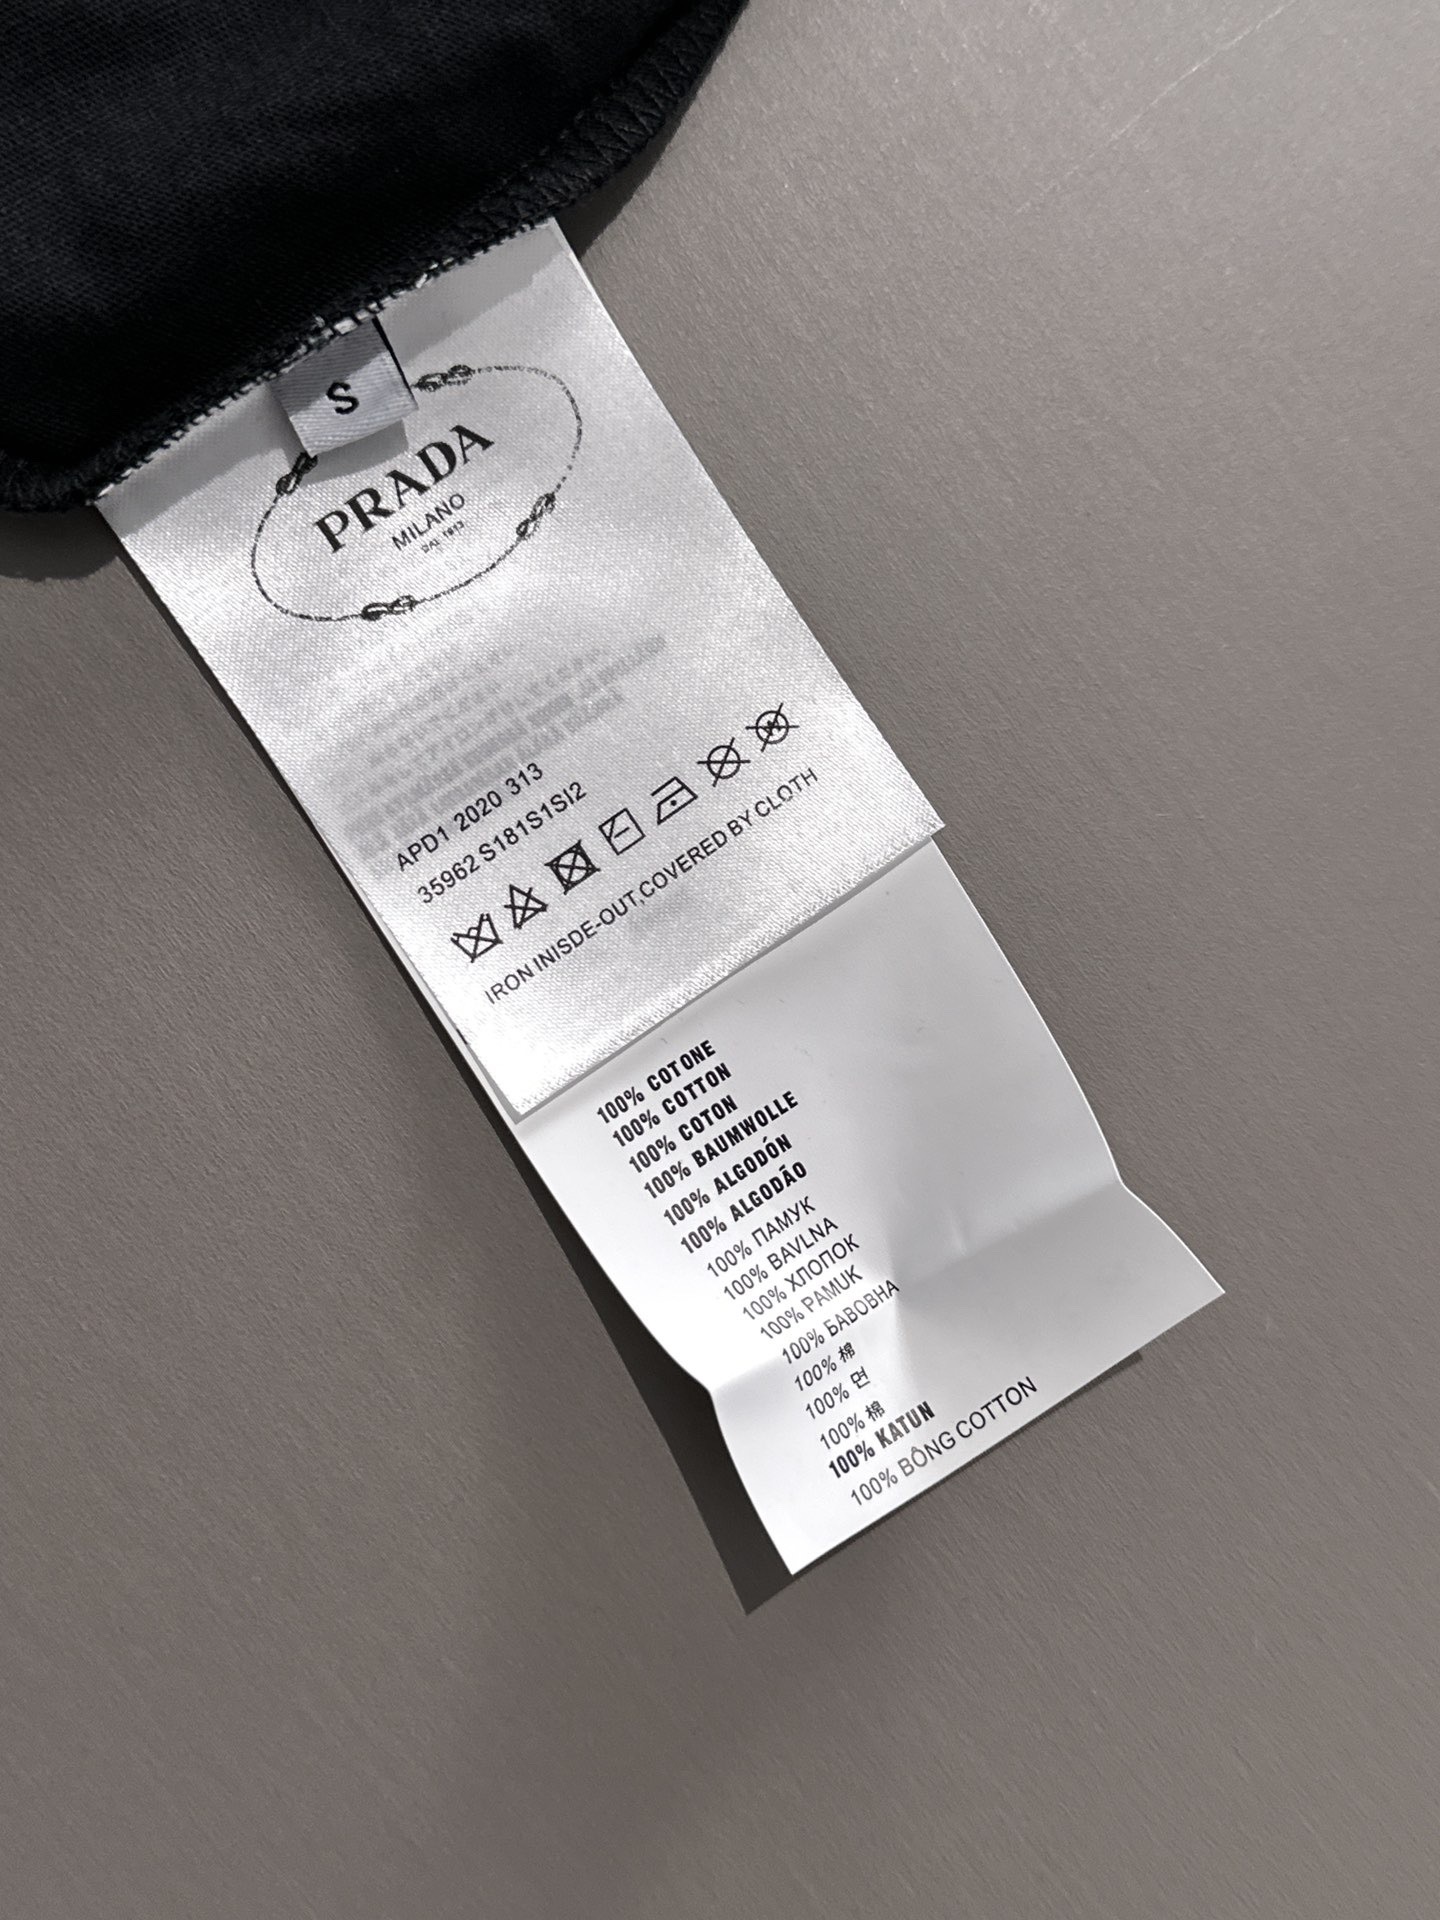 S
PRADA
MILANO
DAL 1913
APD1 2020 313
35962 S181S1SI2
IRON INISDE-OUT,COVERED BY CLOTH
100% COTONE
100% COTTON
100% COTON
100% BAUMWOLLE
100% ALGODÓN
100% ALGODÃO
100% ПАМУК
100% BAVLNA
100% ХЛОПОК
100% PAMUK
100% БАВОВНА
100% 棉
100% 면
100% 棉
100% KATUN
100% BÔNG COTTON